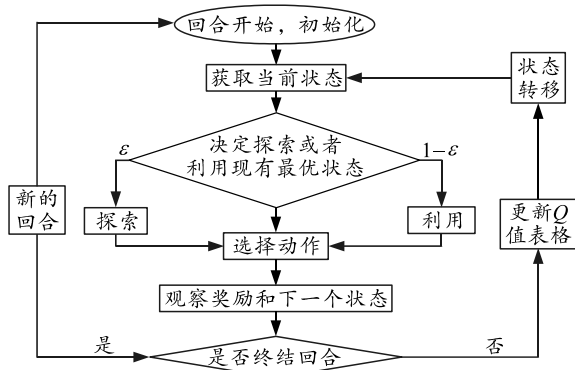 回合开始，初始化
获取当前状态
状态
转移
决定探索或者
利用现有最优状态
ε
1−ε
新的
回合
探索
利用
更新Q
值表格
选择动作
观察奖励和下一个状态
是
是否终结回合
否